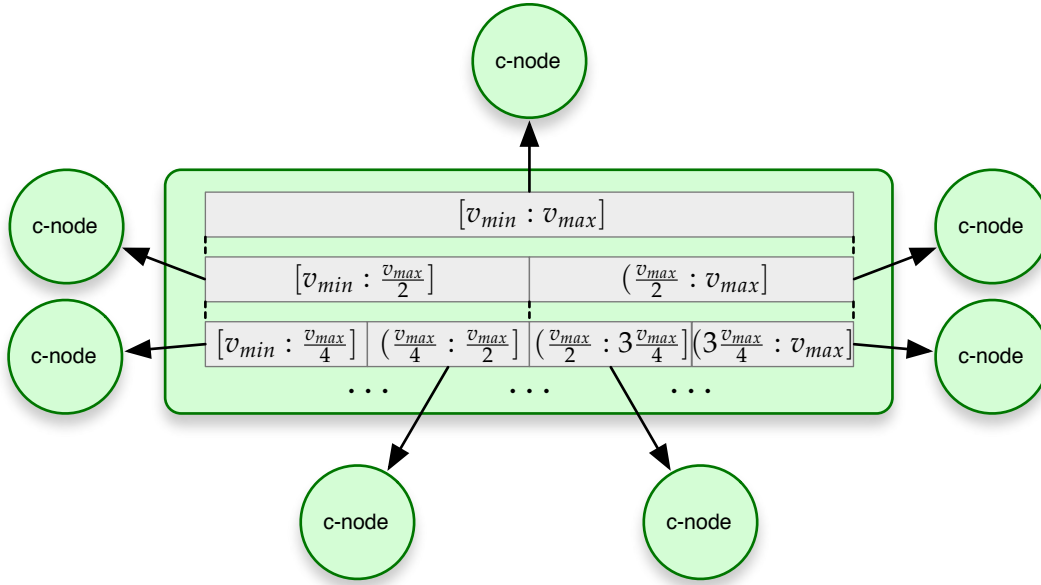 c-node
[v_min : v_max]
c-node c-node
[v_min : v_max/2] (v_max/2 : v_max]
c-node [v_min : v_max/4] (v_max/4 : v_max/2] (v_max/2 : 3 v_max/4] (3 v_max/4 : v_max] c-node
... ... ...
c-node c-node